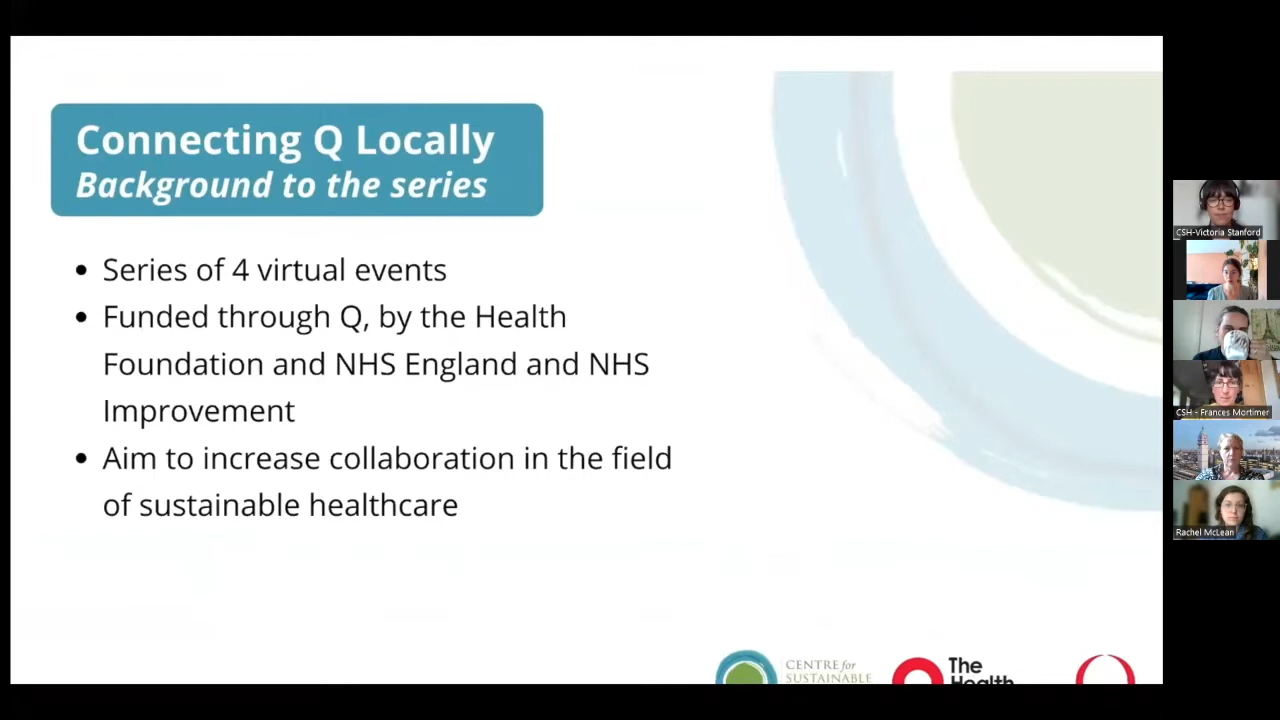 Connecting Q Locally
Background to the series
• Series of 4 virtual events
• Funded through Q, by the Health
Foundation and NHS England and NHS
Improvement
• Aim to increase collaboration in the field
of sustainable healthcare
CENTRE for
SUSTAINABLE
The
Health
CSH-Victoria Stanford
CSH - Frances Mortimer
Rachel McLean